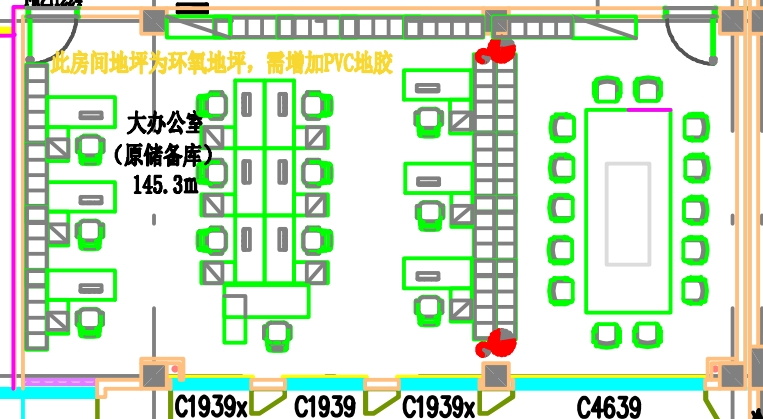 此房间地坪为环氧地坪，需增加PVC地胶
大办公室
（原储备库）
145.3m
C1939x
C1939
C1939x
C4639